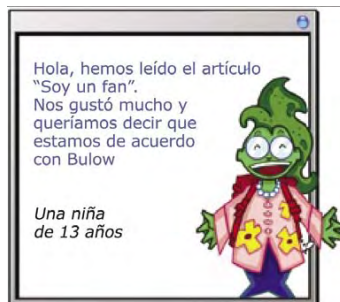 Hola, hemos leído el artículo
“Soy un fan”.
Nos gustó mucho y
queríamos decir que
estamos de acuerdo
con Bulow
Una niña
de 13 años